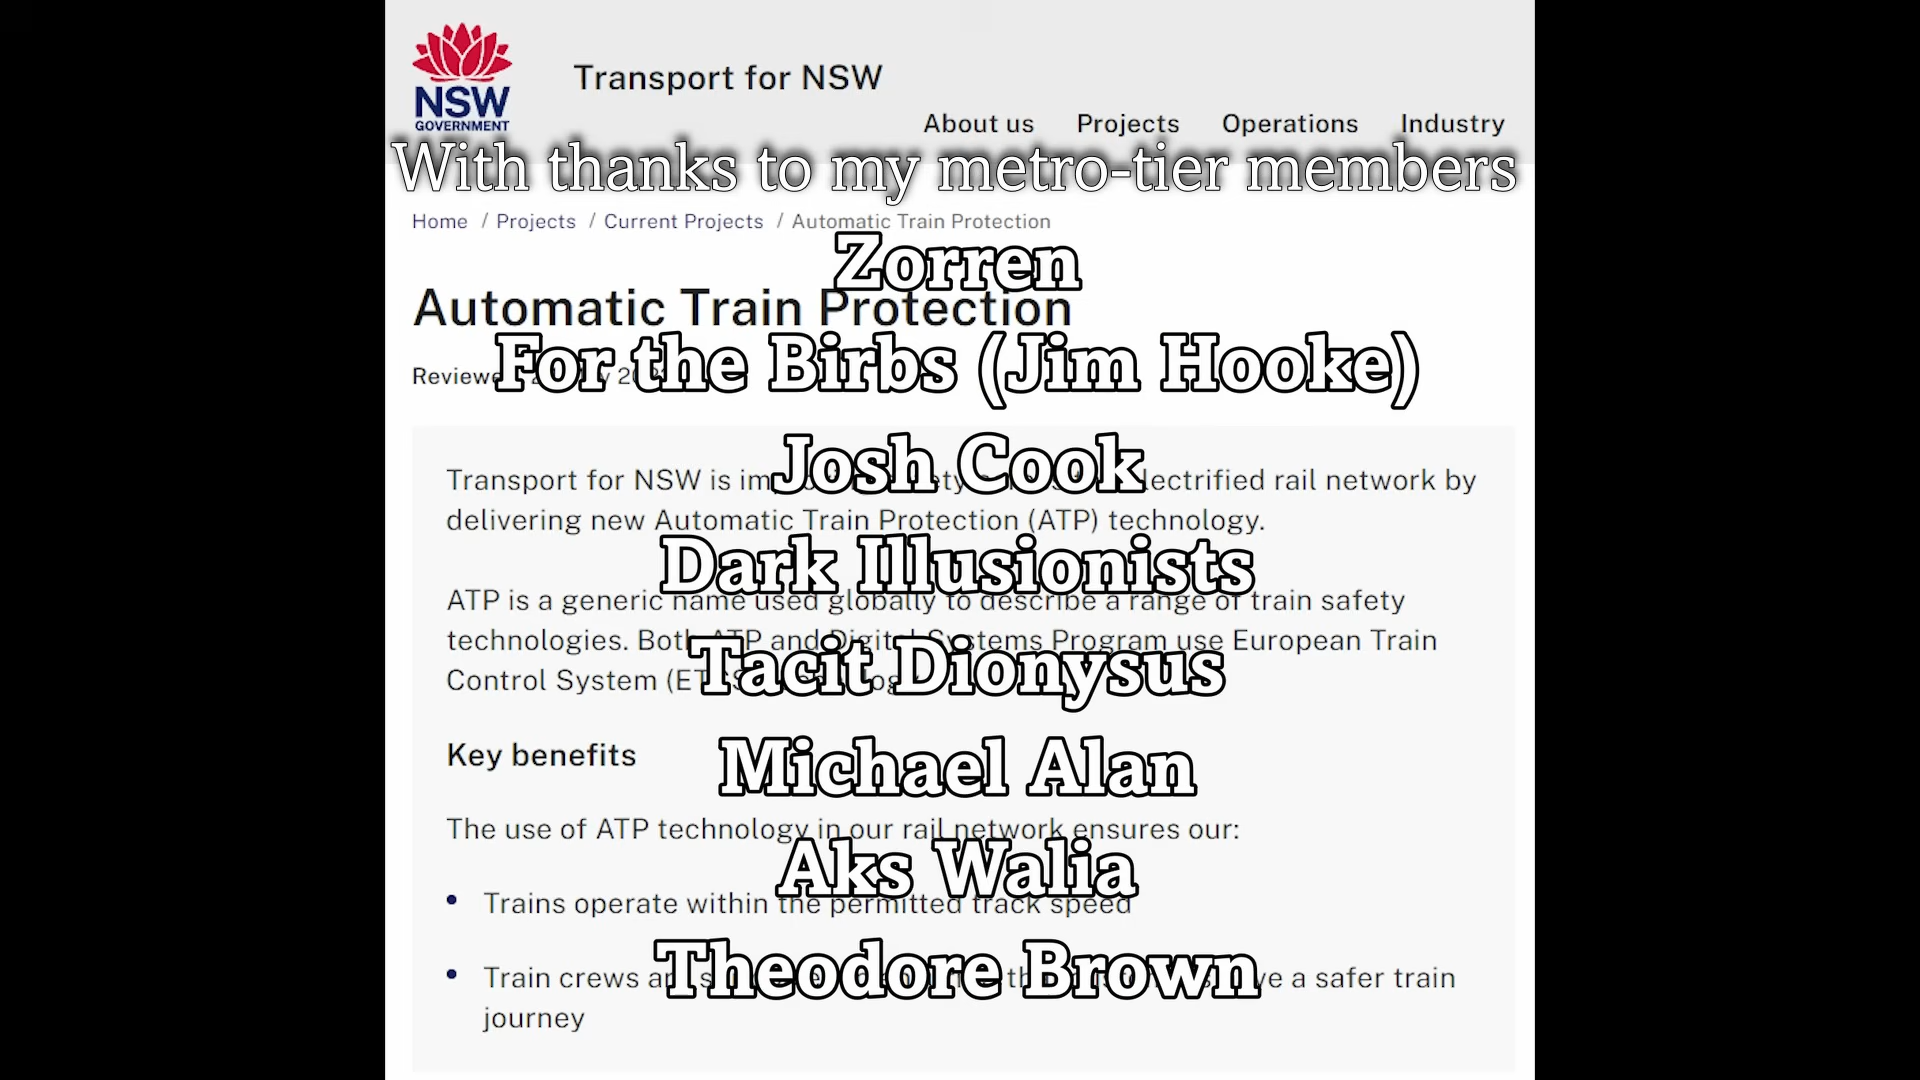 NSW
GOVERNMENT
Transport for NSW
About us Projects Operations Industry
With thanks to my metro-tier members
Home / Projects / Current Projects / Automatic Train Protection
Zorren
Automatic Train Protection
For the Birbs (Jim Hooke)
Josh Cook
Transport for NSW is electrified rail network by
delivering new Automatic Train Protection (ATP) technology.
Dark Illusionists
ATP is a generic name used globally to describe a range of train safety
technologies. Both ATP and Digital Systems Program use European Train
Tacit Dionysus
Control System
Key benefits
Michael Alan
The use of ATP technology in our rail network ensures our:
Aks Walia
Trains operate within the permitted track speed
Theodore Brown
Train crews a safer train
journey